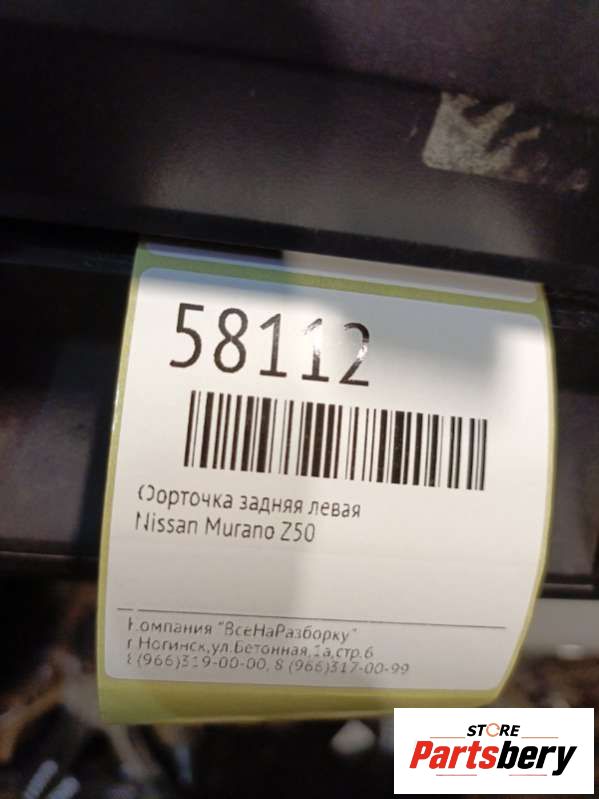 58112
Форточка задняя левая
Nissan Murano Z50
Компания "ВсеНаРазборку"
г.Ногинск,ул.Бетонная,1а,стр.6
8 (966)319-00-00, 8 (966)317-00-99
STORE
Partsbery